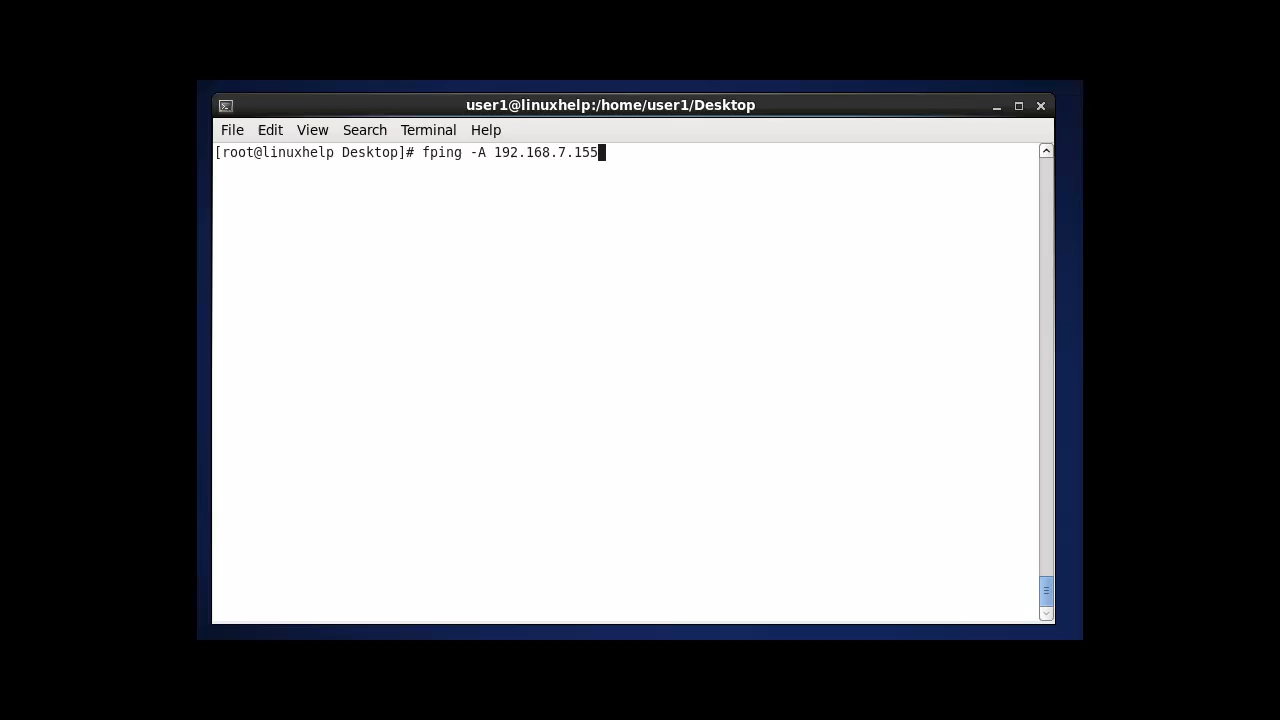 user1@linuxhelp:/home/user1/Desktop
File Edit View Search Terminal Help
[root@linuxhelp Desktop]# fping -A 192.168.7.155